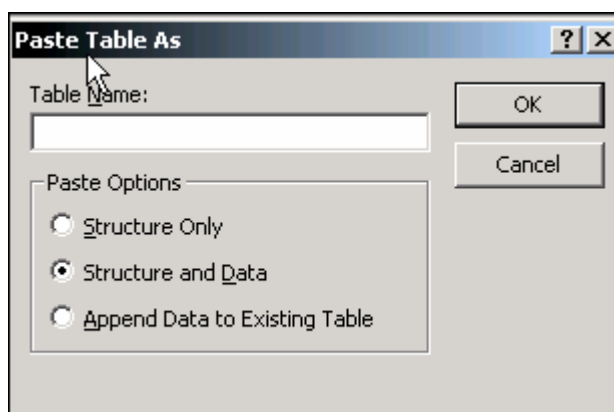 Paste Table As
Table Name:
OK
Cancel
Paste Options
Structure Only
Structure and Data
Append Data to Existing Table